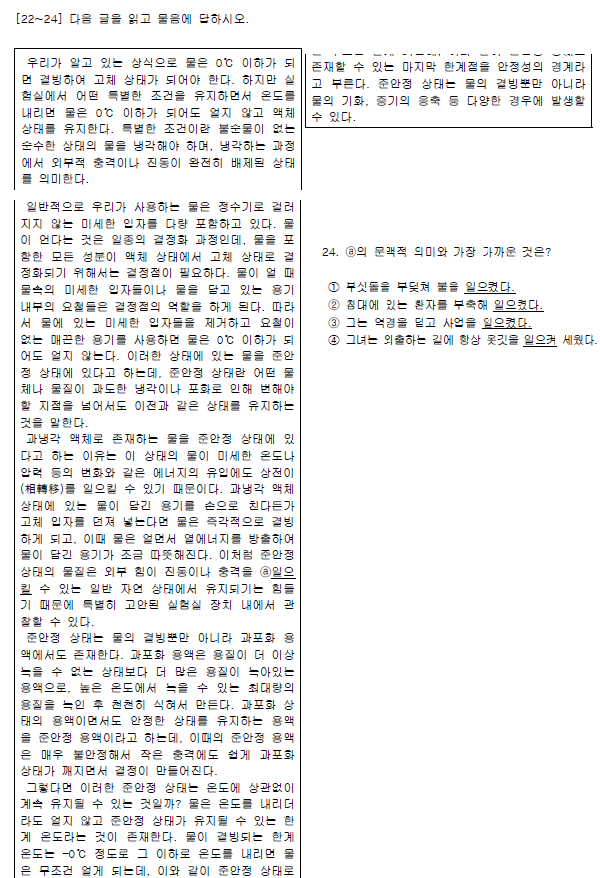 [22~24] 다음 글을 읽고 물음에 답하시오.
우리가 알고 있는 상식으로 물은 0℃ 이하가 되
면 결빙하여 고체 상태가 되어야 한다. 하지만 실
험실에서 어떤 특별한 조건을 유지하면서 온도를
내리면 물은 0℃ 이하가 되어도 얼지 않고 액체
상태를 유지한다. 특별한 조건이란 불순물이 없는
순수한 상태의 물을 냉각해야 하며, 냉각하는 과정
에서 외부적 충격이나 진동이 완전히 배제된 상태
를 의미한다.
일반적으로 우리가 사용하는 물은 정수기로 걸러
지지 않는 미세한 입자를 다량 포함하고 있다. 물
이 언다는 것은 일종의 결정화 과정인데, 물을 포
함한 모든 성분이 액체 상태에서 고체 상태로 결
정화되기 위해서는 결정점이 필요하다. 물이 얼 때
물속의 미세한 입자들이나 물을 담고 있는 용기
내부의 요철들은 결정점의 역할을 하게 된다. 따라
서 물에 있는 미세한 입자들을 제거하고 요철이
없는 매끈한 용기를 사용하면 물은 0℃ 이하가 되
어도 얼지 않는다. 이러한 상태에 있는 물을 준안
정 상태에 있다고 하는데, 준안정 상태란 어떤 물
체나 물질이 과도한 냉각이나 포화로 인해 변해야
할 지점을 넘어서도 이전과 같은 상태를 유지하는
것을 말한다.
과냉각 액체로 존재하는 물을 준안정 상태에 있
다고 하는 이유는 이 상태의 물이 미세한 온도나
압력 등의 변화와 같은 에너지의 유입에도 상전이
(相轉移)를 일으킬 수 있기 때문이다. 과냉각 액체
상태에 있는 물이 담긴 용기를 손으로 친다든가
고체 입자를 던져 넣는다면 물은 즉각적으로 결빙
하게 되고, 이때 물은 얼면서 열에너지를 방출하여
물이 담긴 용기가 조금 따뜻해진다. 이처럼 준안정
상태의 물질은 외부 힘이 진동이나 충격을 ⓐ일으
킬 수 있는 일반 자연 상태에서 유지되기는 힘들
기 때문에 특별히 고안된 실험실 장치 내에서 관
찰할 수 있다.
준안정 상태는 물의 결빙뿐만 아니라 과포화 용
액에서도 존재한다. 과포화 용액은 용질이 더 이상
녹을 수 없는 상태보다 더 많은 용질이 녹아있는
용액으로, 높은 온도에서 녹을 수 있는 최대량의
용질을 녹인 후 천천히 식혀서 만든다. 과포화 상
태의 용액이면서도 안정한 상태를 유지하는 용액
을 준안정 용액이라고 하는데, 이때의 준안정 용액
은 매우 불안정해서 작은 충격에도 쉽게 과포화
상태가 깨지면서 결정이 만들어진다.
그렇다면 이러한 준안정 상태는 온도에 상관없이
계속 유지될 수 있는 것일까? 물은 온도를 내리더
라도 얼지 않고 준안정 상태가 유지될 수 있는 한
계 온도라는 것이 존재한다. 물이 결빙되는 한계
온도는 -0℃ 정도로 그 이하로 온도를 내리면 물
은 무조건 얼게 되는데, 이와 같이 준안정 상태로
존재할 수 있는 마지막 한계점을 안정성의 경계라
고 부른다. 준안정 상태는 물의 결빙뿐만 아니라
물의 기화, 증기의 응축 등 다양한 경우에 발생할
수 있다.
24. ⓐ의 문맥적 의미와 가장 가까운 것은?
① 부싯돌을 부딪쳐 불을 일으켰다.
② 침대에 있는 환자를 부축해 일으켰다.
③ 그는 역경을 딛고 사업을 일으켰다.
④ 그녀는 외출하는 길에 항상 옷깃을 일으켜 세웠다.